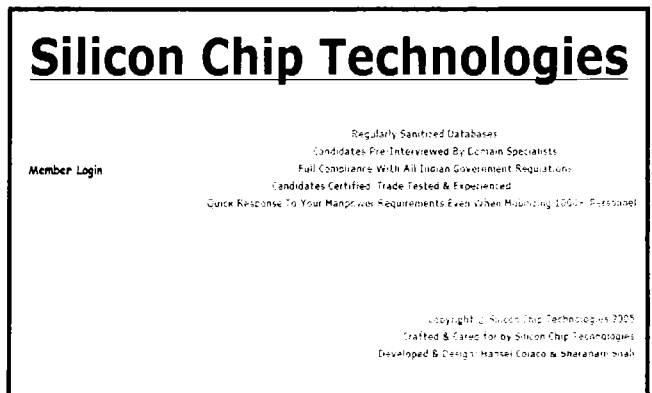 Silicon Chip Technologies
Regularly Sanitized Databases
Candidates Pre-Interviewed By Domain Specialists
Member Login
Full Compliance With All Indian Government Regulations
Candidates Certified, Trade Tested & Experienced
Quick Response To Your Manpower Requirements Even When Mobilizing 1000+ Personnel
Copyright © Silicon Chip Technologies 2005
Crafted & Cared for by Silicon Chip Technologies
Developed & Design: Hansel Colaco & Sharanam Shah